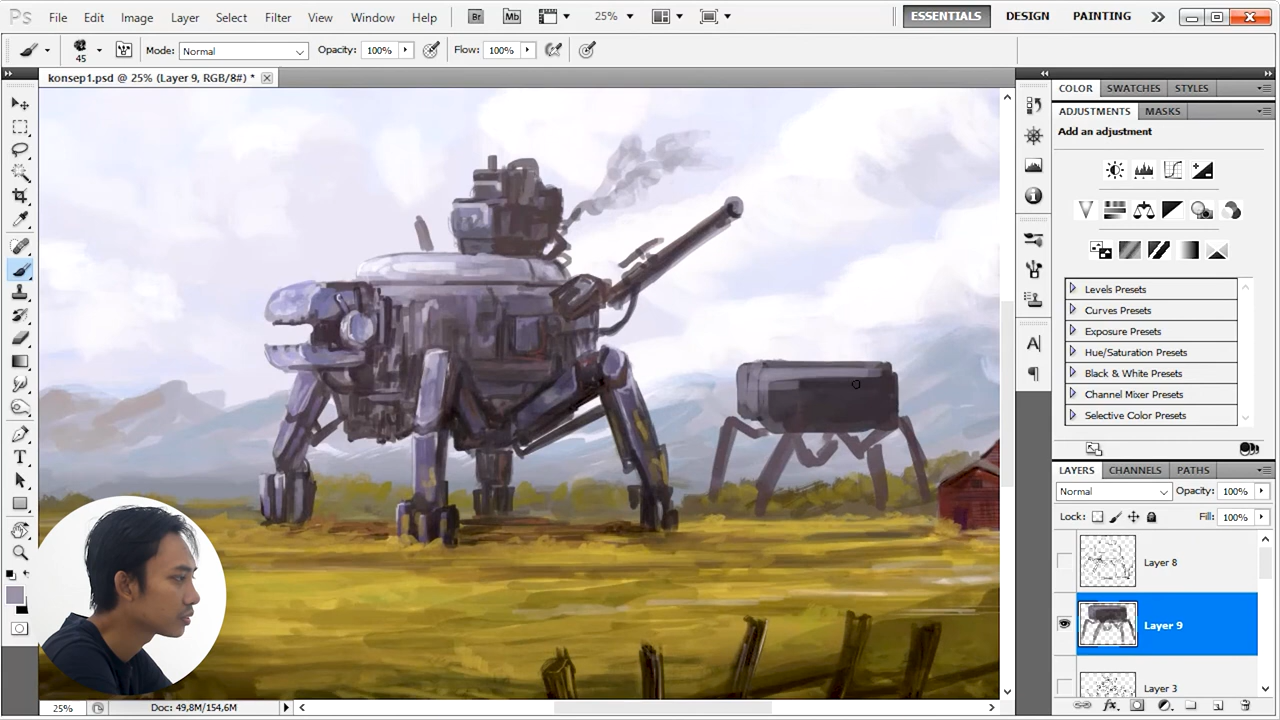 Ps File Edit Image Layer Select Filter View Window Help Br Mb 25% ESSENTIALS DESIGN PAINTING
45 Mode: Normal Opacity: 100% Flow: 100%
konsep1.psd @ 25% (Layer 9, RGB/8#) *
COLOR SWATCHES STYLES
ADJUSTMENTS MASKS
Add an adjustment
Levels Presets
Curves Presets
Exposure Presets
Hue/Saturation Presets
Black & White Presets
Channel Mixer Presets
Selective Color Presets
LAYERS CHANNELS PATHS
Normal Opacity: 100%
Lock: Fill: 100%
Layer 8
Layer 9
Layer 3
25% Doc: 49,8M/154,6M